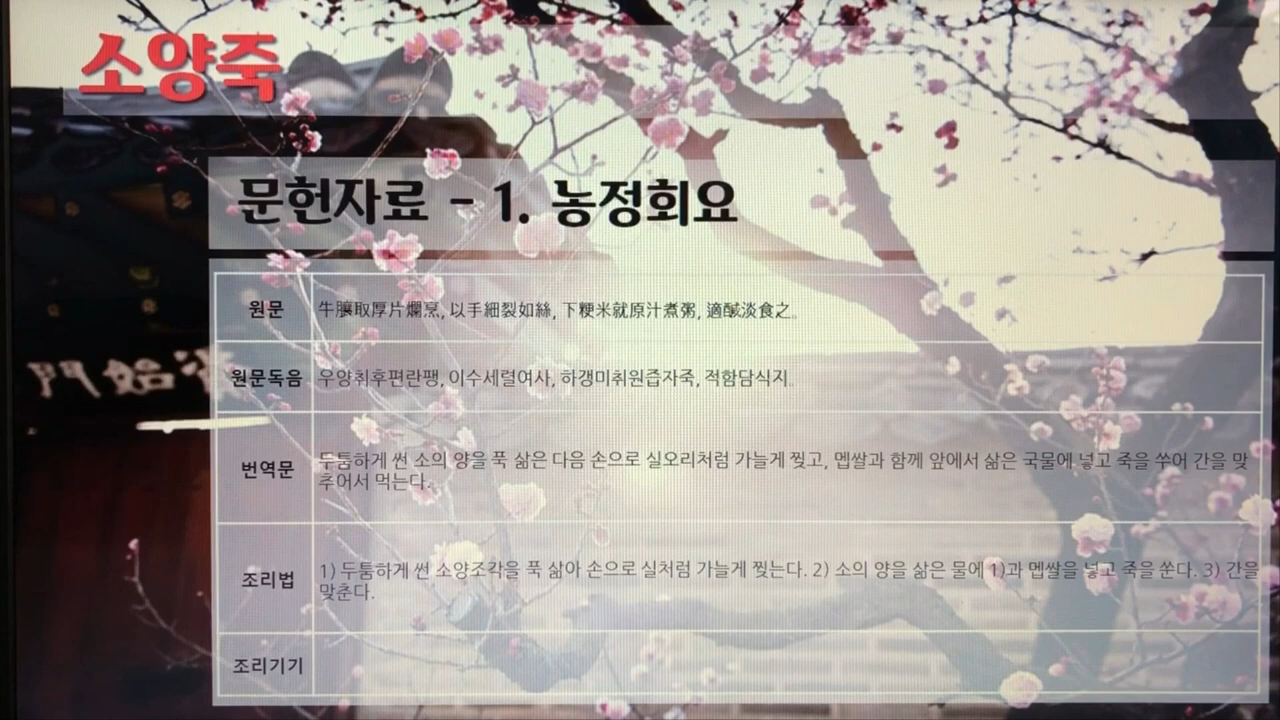 소양죽
문헌자료 - 1. 농정회요
원문
牛䑋取厚片爛烹, 以手細裂如絲, 下粳米就原汁煮粥, 適醎淡食之。
원문독음
우양취후편란팽, 이수세렬여사, 하갱미취원즙자죽, 적함담식지.
번역문
두툼하게 썬 소의 양을 푹 삶은 다음 손으로 실오리처럼 가늘게 찢고, 멥쌀과 함께 앞에서 삶은 국물에 넣고 죽을 쑤어 간을 맞
추어서 먹는다.
조리법
1) 두툼하게 썬 소양조각을 푹 삶아 손으로 실처럼 가늘게 찢는다. 2) 소의 양을 삶은 물에 1)과 멥쌀을 넣고 죽을 쑨다. 3) 간을
맞춘다.
조리기기
門始